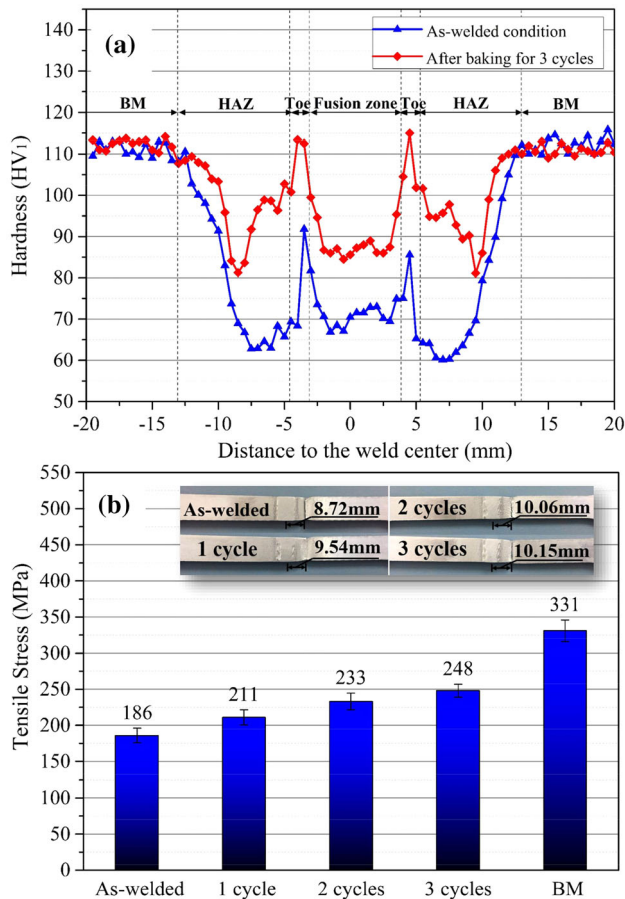 145
140
130
120
110
100
90
80
70
60
50
Hardness (HV1)
(a)
As-welded condition
After baking for 3 cycles
BM HAZ Toe Fusion zone Toe HAZ BM
-20 -15 -10 -5 0 5 10 15 20
Distance to the weld center (mm)
550
500
450
400
350
300
250
200
150
100
50
0
Tensile Stress (MPa)
(b)
As-welded 8.72mm 2 cycles 10.06mm
1 cycle 9.54mm 3 cycles 10.15mm
186 211 233 248 331
As-welded 1 cycle 2 cycles 3 cycles BM